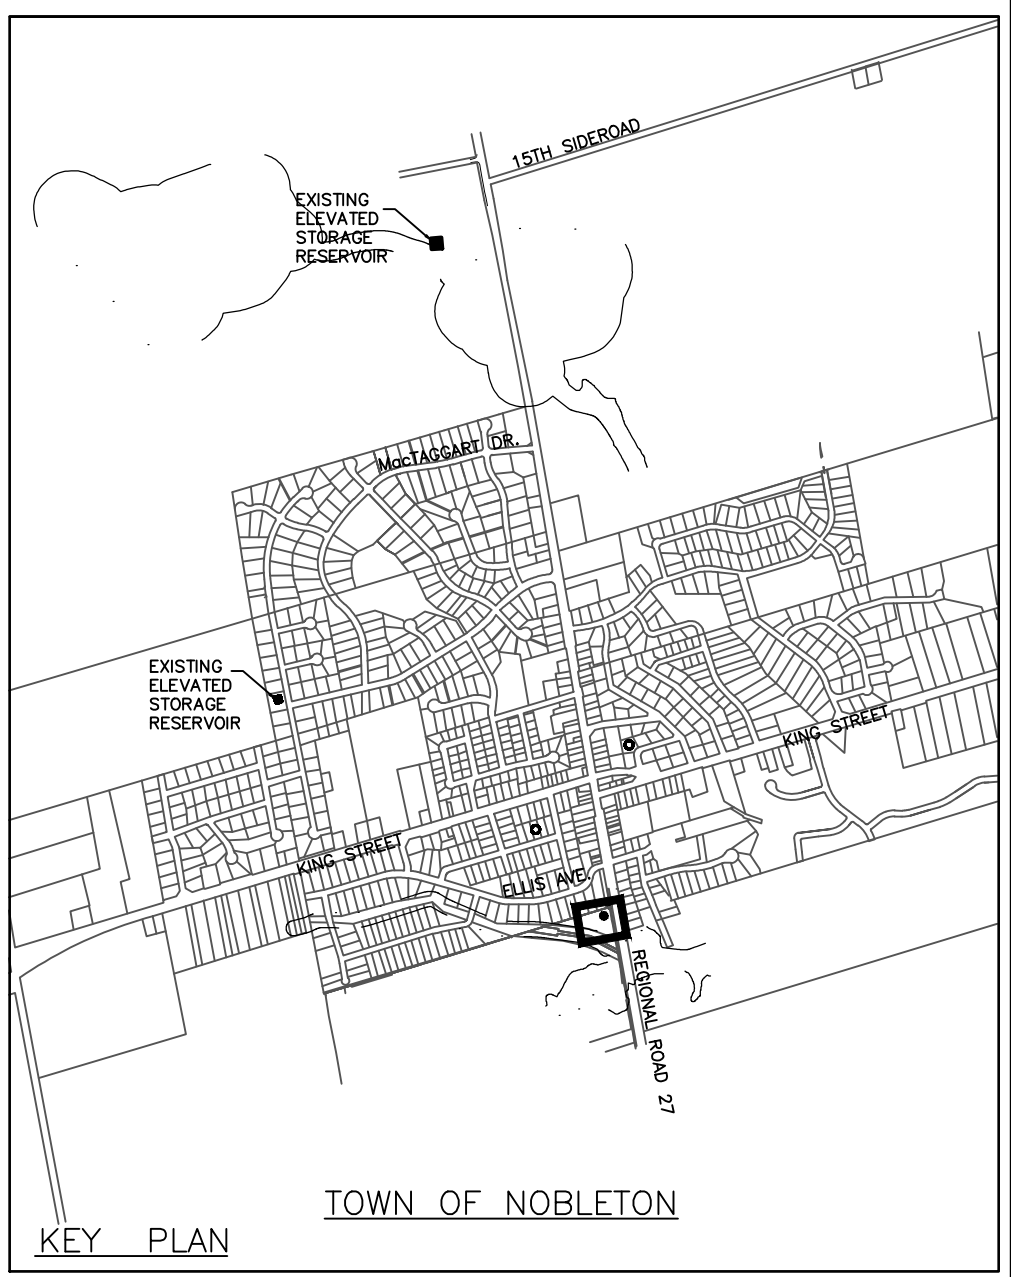 15TH SIDEROAD
EXISTING
ELEVATED
STORAGE
RESERVOIR
MacTAGGART DR.
EXISTING
ELEVATED
STORAGE
RESERVOIR
KING STREET
KING STREET
ELLIS AVE.
REGIONAL ROAD 27
TOWN OF NOBLETON
KEY PLAN